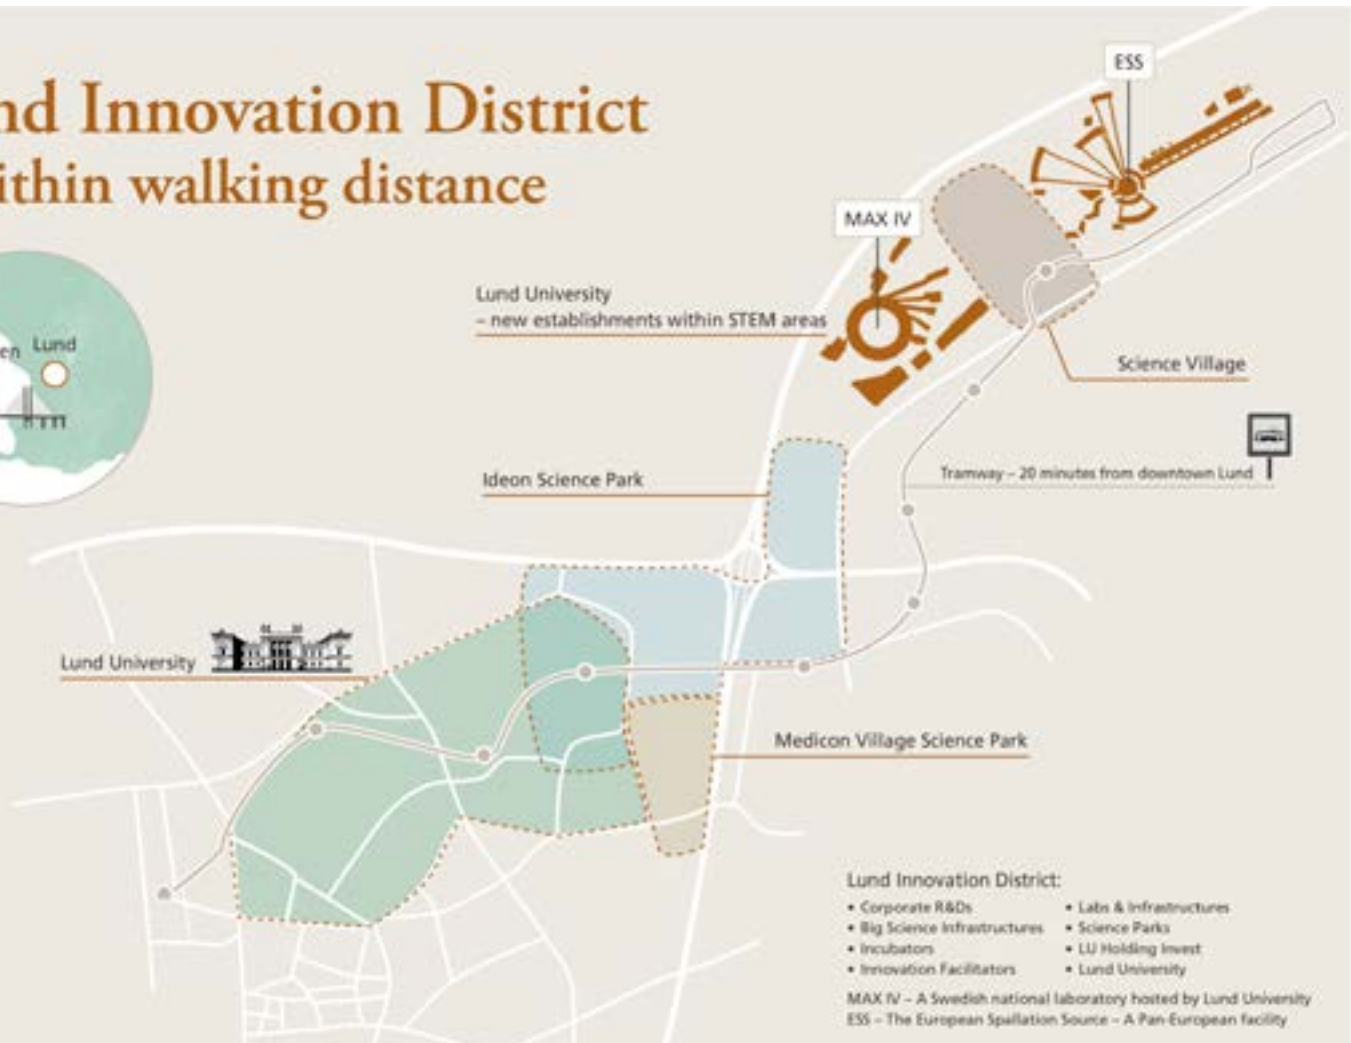 nd Innovation District
ithin walking distance
ESS
MAX IV
Lund University
– new establishments within STEM areas
en Lund
Science Village
Ideon Science Park
Tramway – 20 minutes from downtown Lund
Lund University
Medicon Village Science Park
Lund Innovation District:
• Corporate R&Ds
• Big Science Infrastructures
• Incubators
• Innovation Facilitators
• Labs & Infrastructures
• Science Parks
• LU Holding Invest
• Lund University
MAX IV – A Swedish national laboratory hosted by Lund University
ESS – The European Spallation Source – A Pan-European facility